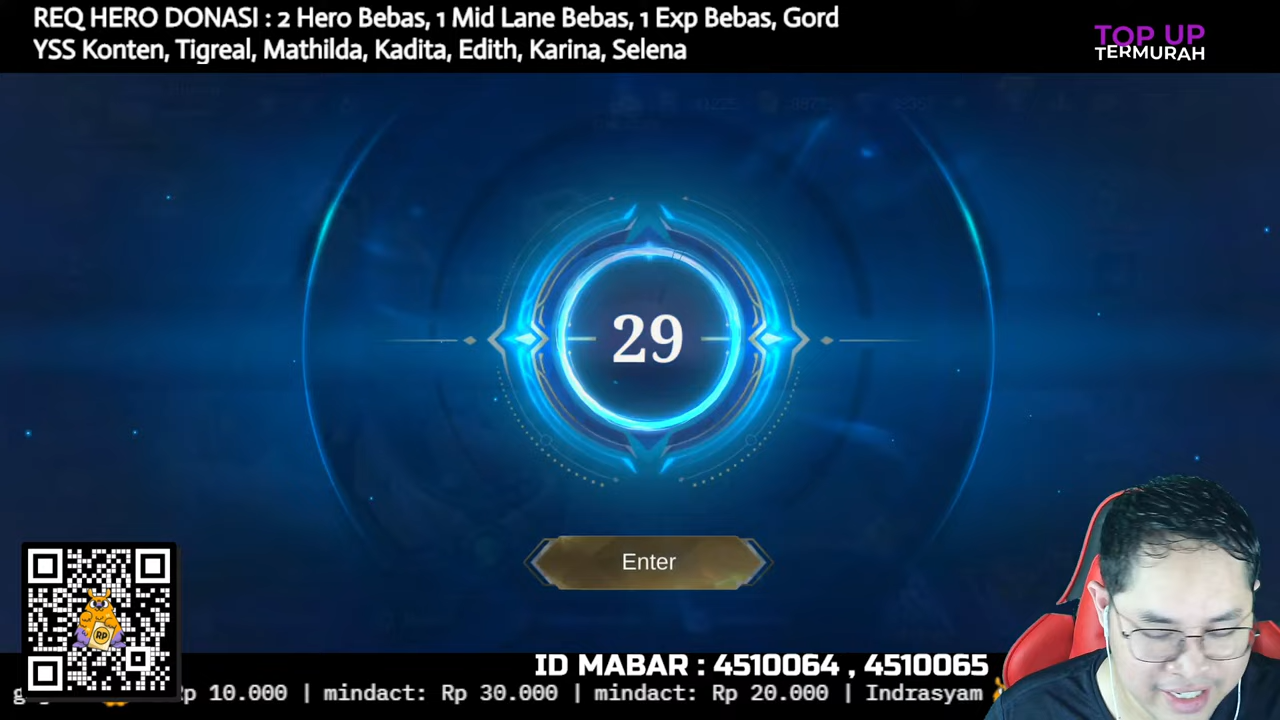 REQ HERO DONASI : 2 Hero Bebas, 1 Mid Lane Bebas, 1 Exp Bebas, Gord
YSS Konten, Tigreal, Mathilda, Kadita, Edith, Karina, Selena
TOP UP
TERMURAH
29
Enter
RP
ID MABAR : 4510064 , 4510065
Rp 10.000 | mindact: Rp 30.000 | mindact: Rp 20.000 | Indrasyam